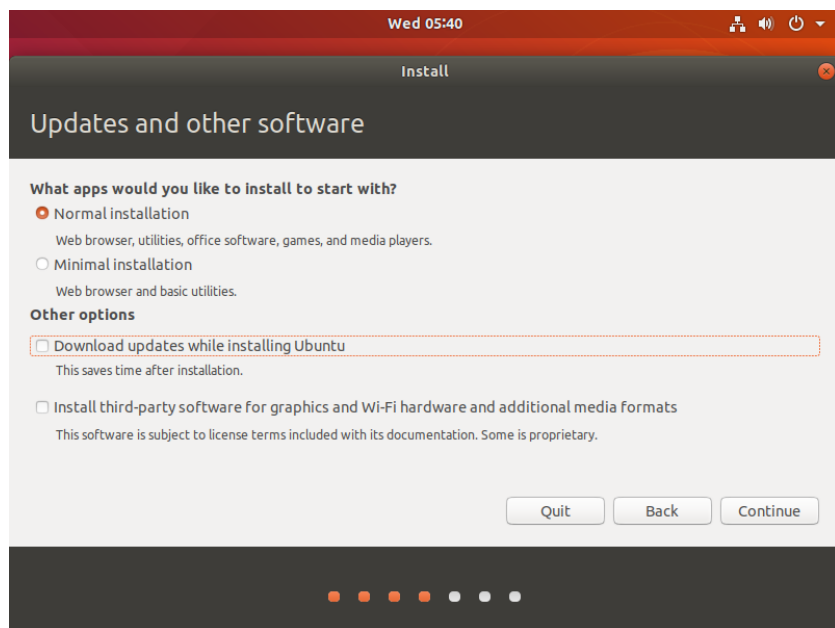 Wed 05:40
Install
Updates and other software
What apps would you like to install to start with?
Normal installation
Web browser, utilities, office software, games, and media players.
Minimal installation
Web browser and basic utilities.
Other options
Download updates while installing Ubuntu
This saves time after installation.
Install third-party software for graphics and Wi-Fi hardware and additional media formats
This software is subject to license terms included with its documentation. Some is proprietary.
Quit Back Continue